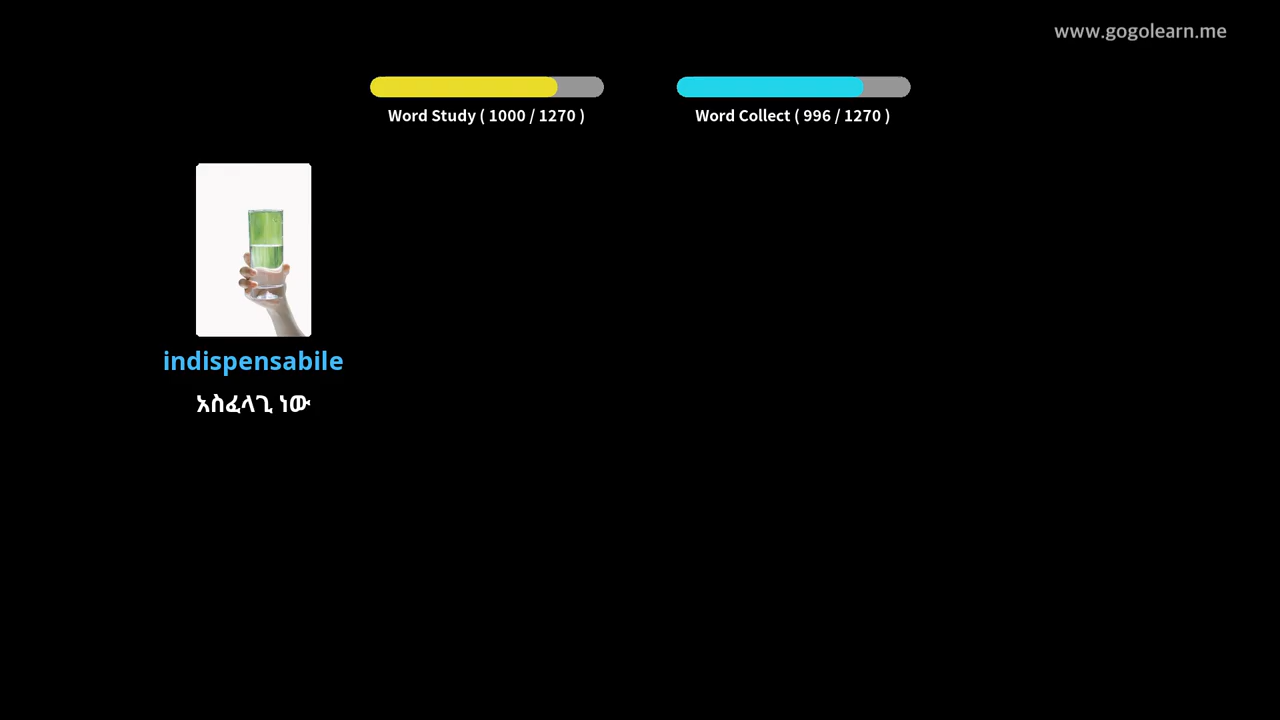 www.gogolearn.me
Word Study ( 1000 / 1270 )
Word Collect ( 996 / 1270 )
indispensabile
አስፈላጊ ነው